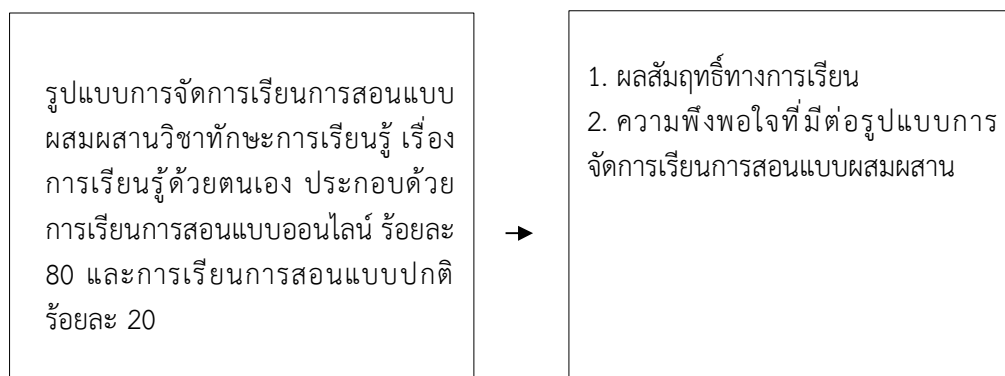 รูปแบบการจัดการเรียนการสอนแบบ
ผสมผสานวิชาทักษะการเรียนรู้ เรื่อง
การเรียนรู้ด้วยตนเอง ประกอบด้วย
การเรียนการสอนแบบออนไลน์ ร้อยละ
80 และการเรียนการสอนแบบปกติ
ร้อยละ 20
1. ผลสัมฤทธิ์ทางการเรียน
2. ความพึงพอใจที่มีต่อรูปแบบการ
จัดการเรียนการสอนแบบผสมผสาน